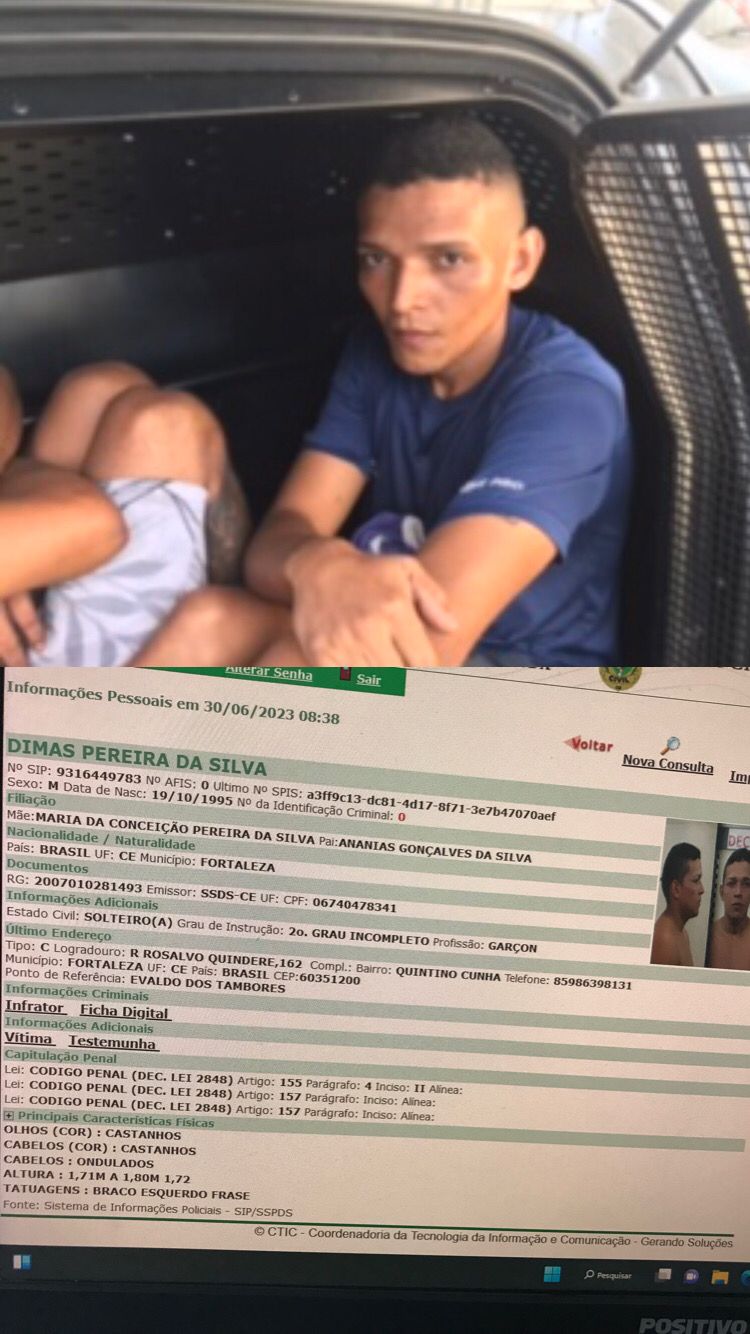 Alterar Senha Sair
CIVIL
Informações Pessoais em 30/06/2023 08:38
Voltar
Nova Consulta
DIMAS PEREIRA DA SILVA
Nº SIP: 9316449783 Nº AFIS: 0 Ultimo Nº SPIS: a3ff9c13-dc81-4d17-8f71-3e7b47070aef
Sexo: M Data de Nasc: 19/10/1995 Nº da Identificação Criminal: 0
Filiação
Mãe:MARIA DA CONCEIÇÃO PEREIRA DA SILVA Pai:ANANIAS GONÇALVES DA SILVA
Nacionalidade / Naturalidade
País: BRASIL UF: CE Município: FORTALEZA
Documentos
RG: 2007010281493 Emissor: SSDS-CE UF: CPF: 06740478341
Informações Adicionais
Estado Civil: SOLTEIRO(A) Grau de Instrução: 2o. GRAU INCOMPLETO Profissão: GARÇON
Último Endereço
Tipo: C Logradouro: R ROSALVO QUINDERE,162 Compl.: Bairro: QUINTINO CUNHA Telefone: 85986398131
Município: FORTALEZA UF: CE País: BRASIL CEP:60351200
Ponto de Referência: EVALDO DOS TAMBORES
Informações Criminais
Infrator Ficha Digital
Informações Adicionais
Vítima Testemunha
Capitulação Penal
Lei: CODIGO PENAL (DEC. LEI 2848) Artigo: 155 Parágrafo: 4 Inciso: II Alínea:
Lei: CODIGO PENAL (DEC. LEI 2848) Artigo: 157 Parágrafo: Inciso: Alínea:
Lei: CODIGO PENAL (DEC. LEI 2848) Artigo: 157 Parágrafo: Inciso: Alínea:
Principais Características Físicas
OLHOS (COR) : CASTANHOS
CABELOS (COR) : CASTANHOS
CABELOS : ONDULADOS
ALTURA : 1,71M A 1,80M 1,72
TATUAGENS : BRACO ESQUERDO FRASE
Fonte: Sistema de Informações Policiais - SIP/SSPDS
© CTIC - Coordenadoria da Tecnologia da Informação e Comunicação - Gerando Soluções
Pesquisar
POSITIVO